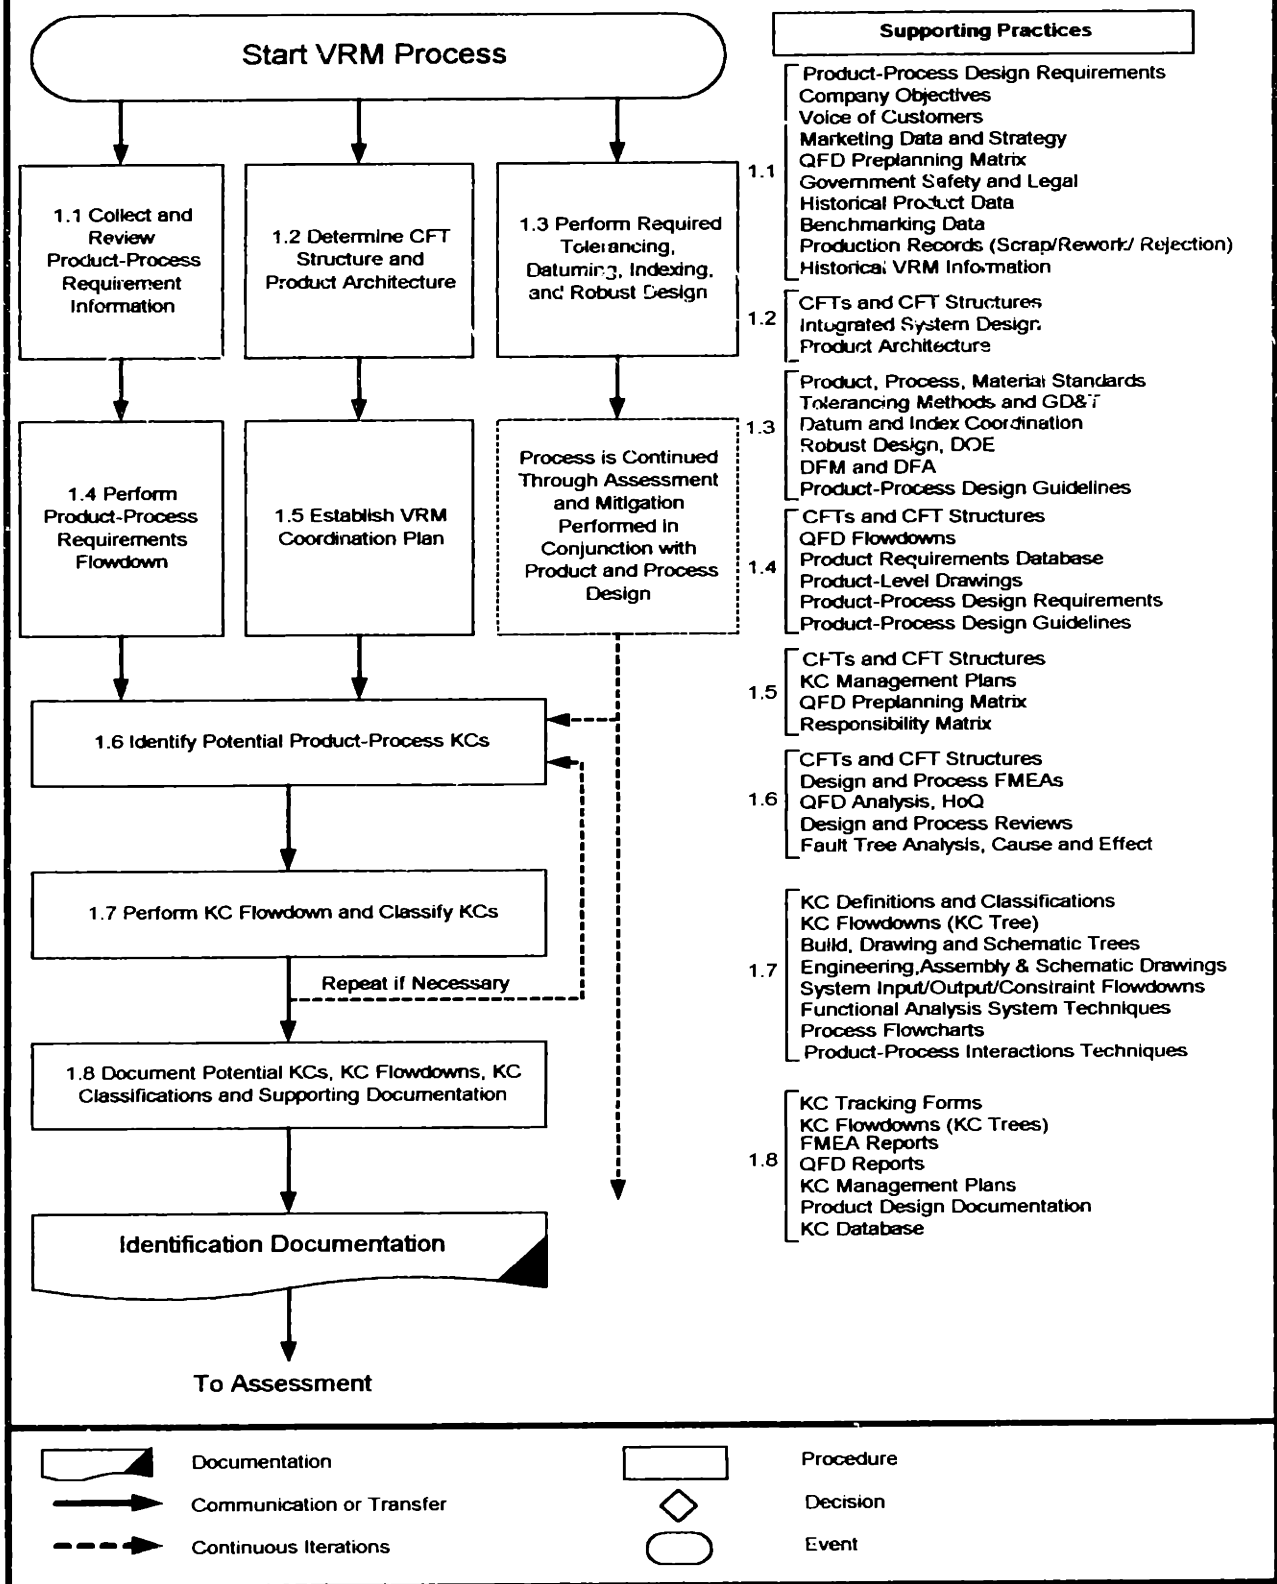 Start VRM Process
1.1 Collect and
Review
Product-Process
Requirement
Information
1.2 Determine CFT
Structure and
Product Architecture
1.3 Perform Required
Tolerancing,
Datuming, Indexing,
and Robust Design
1.4 Perform
Product-Process
Requirements
Flowdown
1.5 Establish VRM
Coordination Plan
Process is Continued
Through Assessment
and Mitigation
Performed in
Conjunction with
Product and Process
Design
1.6 Identify Potential Product-Process KCs
1.7 Perform KC Flowdown and Classify KCs
Repeat if Necessary
1.8 Document Potential KCs, KC Flowdowns, KC
Classifications and Supporting Documentation
Identification Documentation
To Assessment
Supporting Practices
1.1
Product-Process Design Requirements
Company Objectives
Voice of Customers
Marketing Data and Strategy
QFD Preplanning Matrix
Government Safety and Legal
Historical Product Data
Benchmarking Data
Production Records (Scrap/Rework/ Rejection)
Historical VRM Information
1.2
CFTs and CFT Structures
Integrated System Design
Product Architecture
1.3
Product, Process, Material Standards
Tolerancing Methods and GD&T
Datum and Index Coordination
Robust Design, DOE
DFM and DFA
Product-Process Design Guidelines
1.4
CFTs and CFT Structures
QFD Flowdowns
Product Requirements Database
Product-Level Drawings
Product-Process Design Requirements
Product-Process Design Guidelines
1.5
CFTs and CFT Structures
KC Management Plans
QFD Preplanning Matrix
Responsibility Matrix
1.6
CFTs and CFT Structures
Design and Process FMEAs
QFD Analysis, HoQ
Design and Process Reviews
Fault Tree Analysis, Cause and Effect
1.7
KC Definitions and Classifications
KC Flowdowns (KC Tree)
Build, Drawing and Schematic Trees
Engineering,Assembly & Schematic Drawings
System Input/Output/Constraint Flowdowns
Functional Analysis System Techniques
Process Flowcharts
Product-Process Interactions Techniques
1.8
KC Tracking Forms
KC Flowdowns (KC Trees)
FMEA Reports
QFD Reports
KC Management Plans
Product Design Documentation
KC Database
Documentation
Communication or Transfer
Continuous Iterations
Procedure
Decision
Event